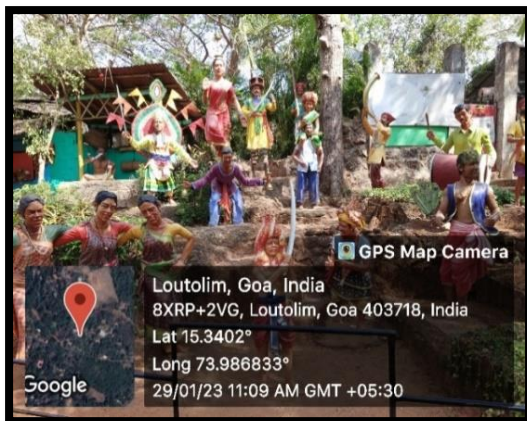 GPS Map Camera
Loutolim, Goa, India
8XRP+2VG, Loutolim, Goa 403718, India
Lat 15.3402°
Long 73.986833°
29/01/23 11:09 AM GMT +05:30
Google